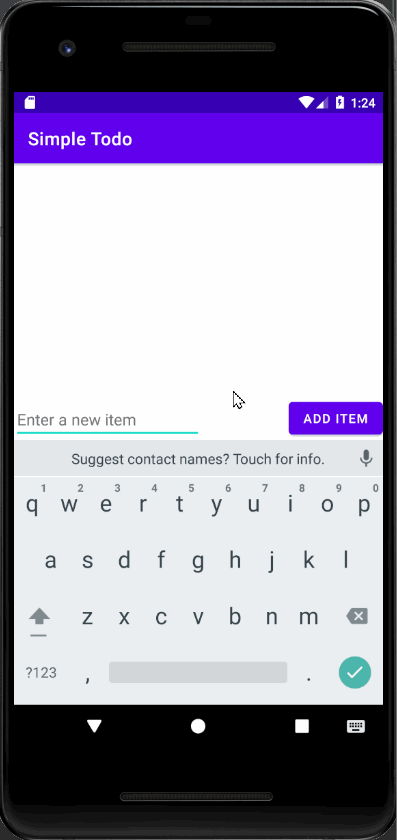 1:24
Simple Todo
Enter a new item
ADD ITEM
Suggest contact names? Touch for info.
1 2 3 4 5 6 7 8 9 0
q w e r t y u i o p
a s d f g h j k l
z x c v b n m
?123 , .